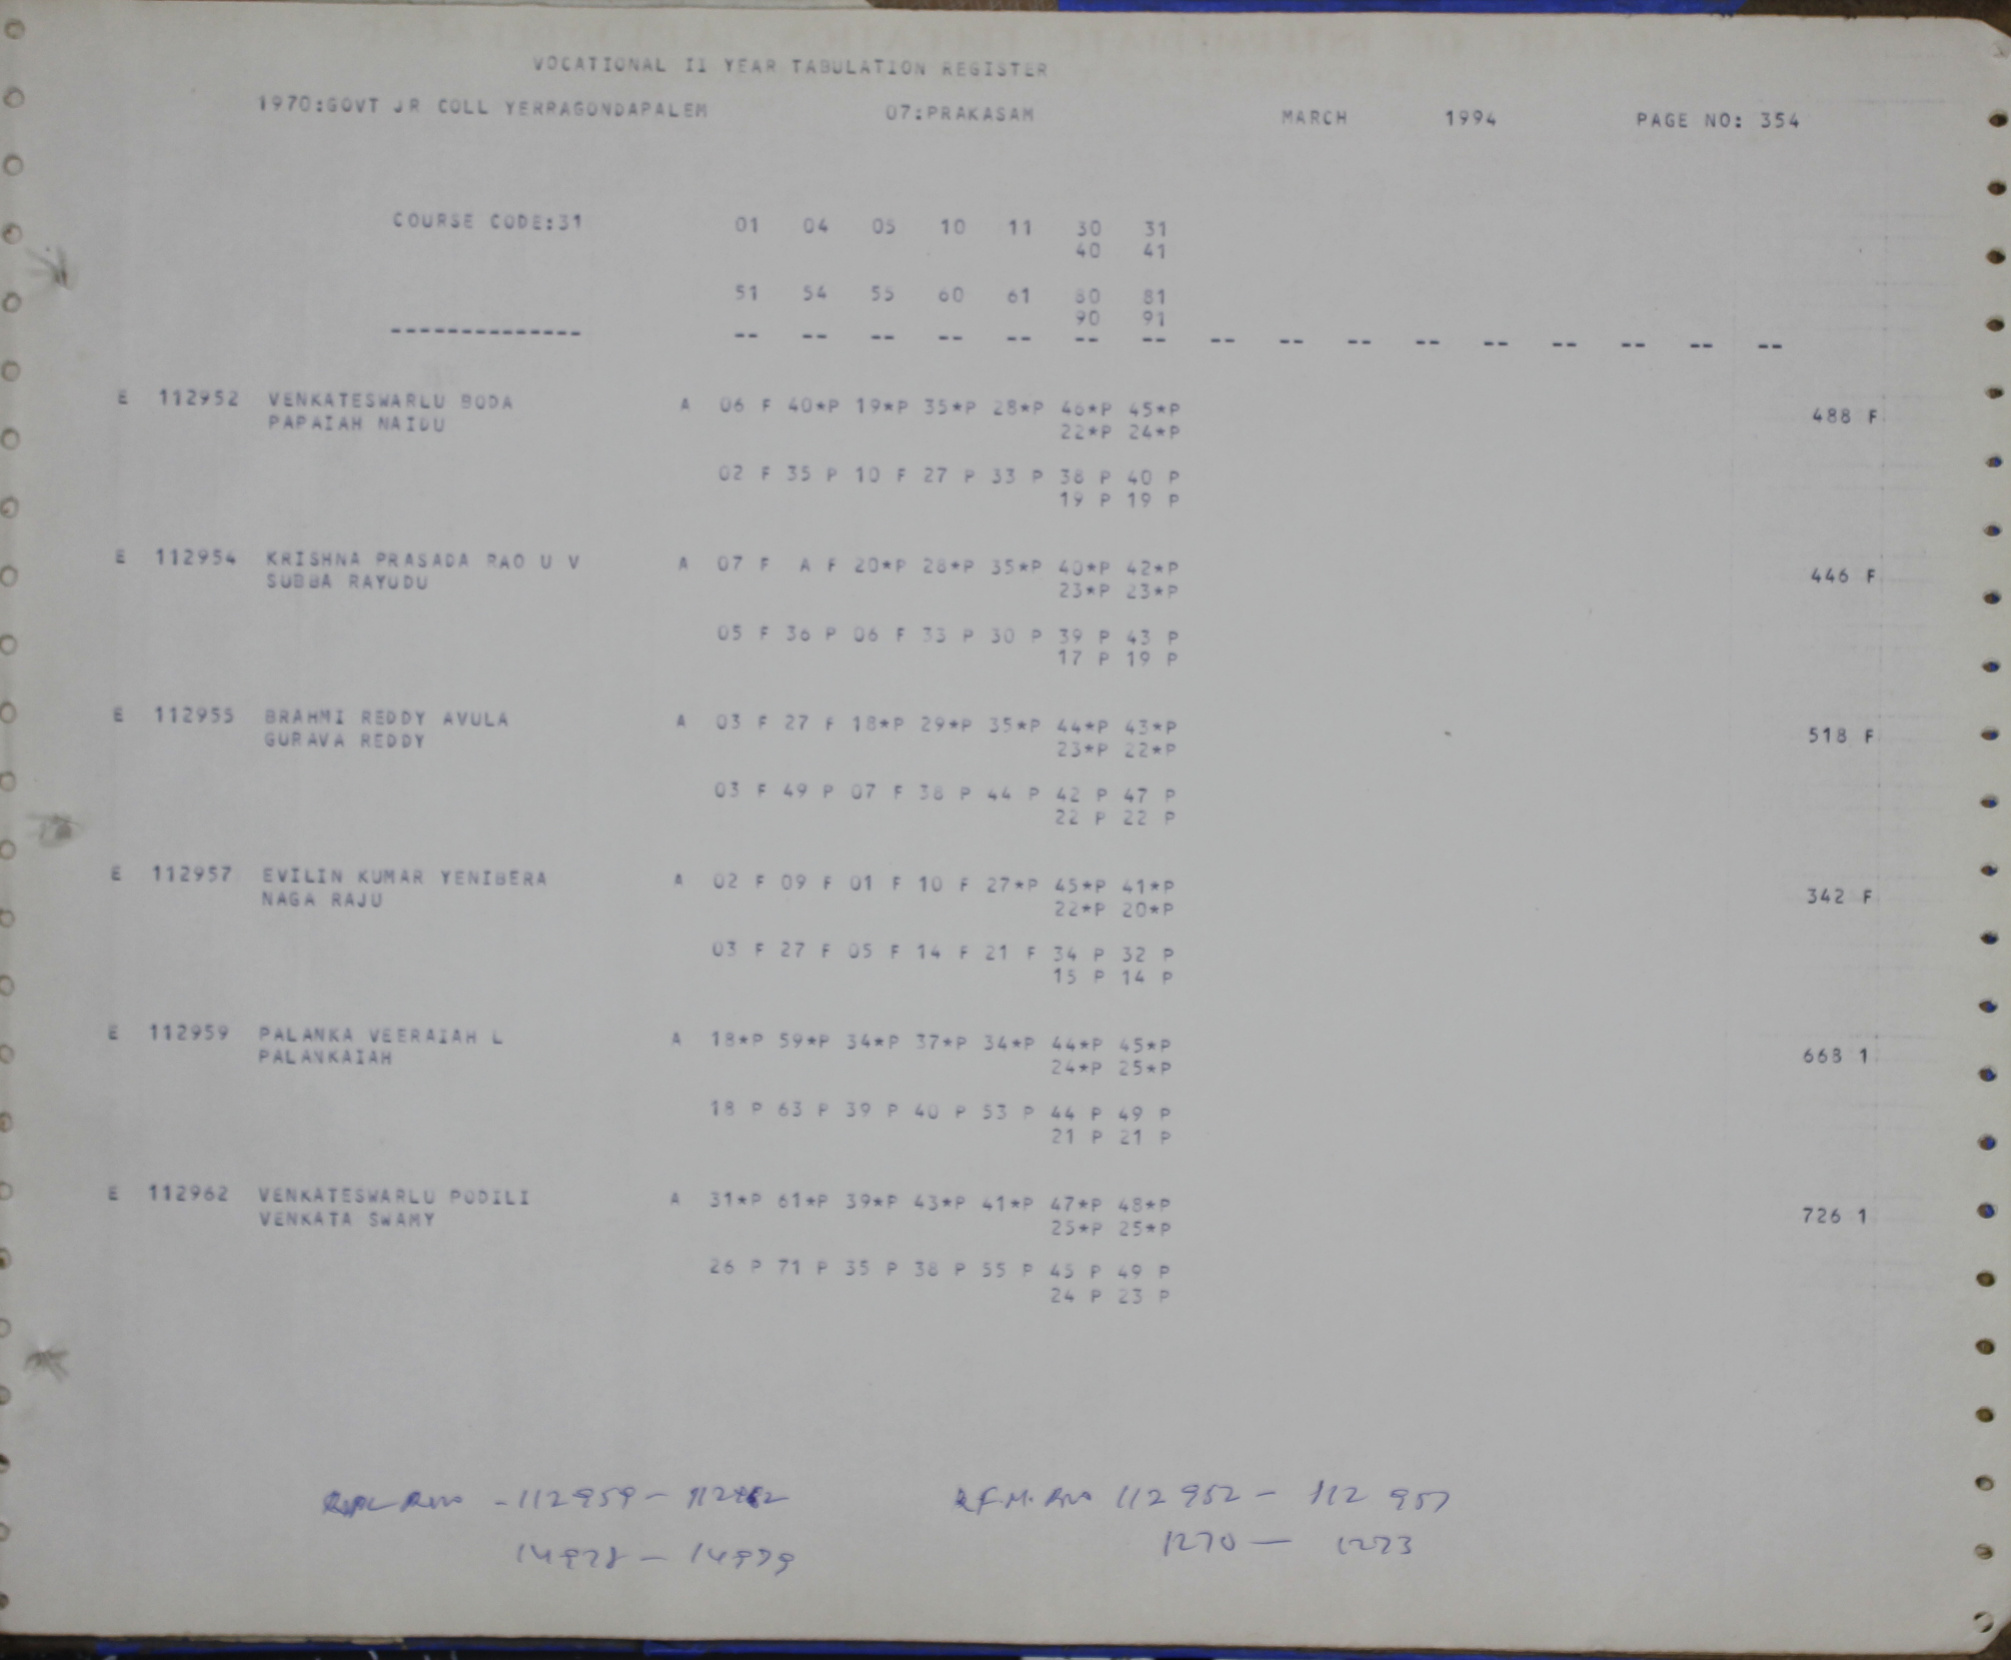 VOCATIONAL II YEAR TABULATION REGISTER
1970:GOVT JR COLL YERRAGONDAPALEM 07:PRAKASAM MARCH 1994 PAGE NO: 354
COURSE CODE:31 01 04 05 10 11 30 31
40 41
51 54 55 60 61 80 81
90 91
-------------- -- -- -- -- -- -- -- -- -- -- -- -- -- -- -- --
E 112952 VENKATESWARLU BODA A 06 F 40*P 19*P 35*P 28*P 46*P 45*P 488 F
PAPAIAH NAIDU 22*P 24*P
02 F 35 P 10 F 27 P 33 P 38 P 40 P
19 P 19 P
E 112954 KRISHNA PRASADA RAO U V A 07 F A F 20*P 28*P 35*P 40*P 42*P 446 F
SUBBA RAYUDU 23*P 23*P
05 F 36 P 06 F 33 P 30 P 39 P 43 P
17 P 19 P
E 112955 BRAHMI REDDY AVULA A 03 F 27 F 18*P 29*P 35*P 44*P 43*P 518 F
GURAVA REDDY 23*P 22*P
03 F 49 P 07 F 38 P 44 P 42 P 47 P
22 P 22 P
E 112957 EVILIN KUMAR YENIBERA A 02 F 09 F 01 F 10 F 27*P 45*P 41*P 342 F
NAGA RAJU 22*P 20*P
03 F 27 F 05 F 14 F 21 F 34 P 32 P
15 P 14 P
E 112959 PALANKA VEERAIAH L A 18*P 59*P 34*P 37*P 34*P 44*P 45*P 668 1
PALANKAIAH 24*P 25*P
18 P 63 P 39 P 40 P 53 P 44 P 49 P
21 P 21 P
E 112962 VENKATESWARLU PODILI A 31*P 61*P 39*P 43*P 41*P 47*P 48*P 726 1
VENKATA SWAMY 25*P 25*P
26 P 71 P 35 P 38 P 55 P 45 P 49 P
24 P 23 P
- 112959 - 112962 112952 - 112957
14978 - 14979 1270 - 1273